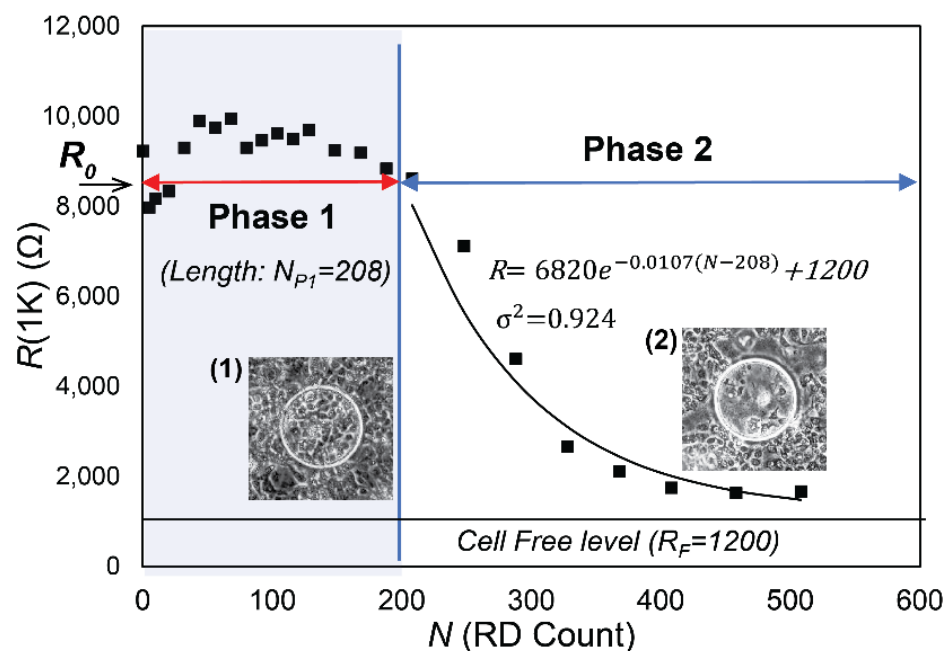 12,000
10,000
8,000
6,000
4,000
2,000
0
R(1K) (Ω)
R₀
Phase 1
(Length: N_P1=208)
Phase 2
R= 6820e^−0.0107(N−208) +1200
σ²=0.924
(1)
(2)
Cell Free level (R_F=1200)
0 100 200 300 400 500 600
N (RD Count)